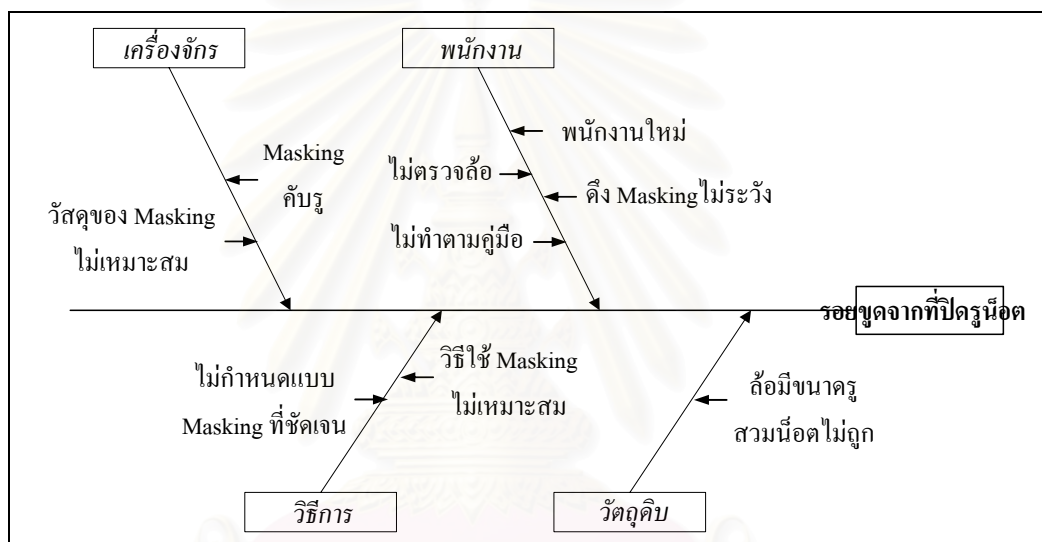 เครื่องจักร
พนักงาน
พนักงานใหม่
Masking
คับรู
ไม่ตรวจล้อ
ดึง Maskingไม่ระวัง
วัสดุของ Masking
ไม่เหมาะสม
ไม่ทำตามคู่มือ
รอยขูดจากที่ปิดรูน็อต
วิธีใช้ Masking
ไม่เหมาะสม
ไม่กำหนดแบบ
Masking ที่ชัดเจน
ล้อมีขนาดรู
สวมน็อตไม่ถูก
วิธีการ
วัตถุดิบ